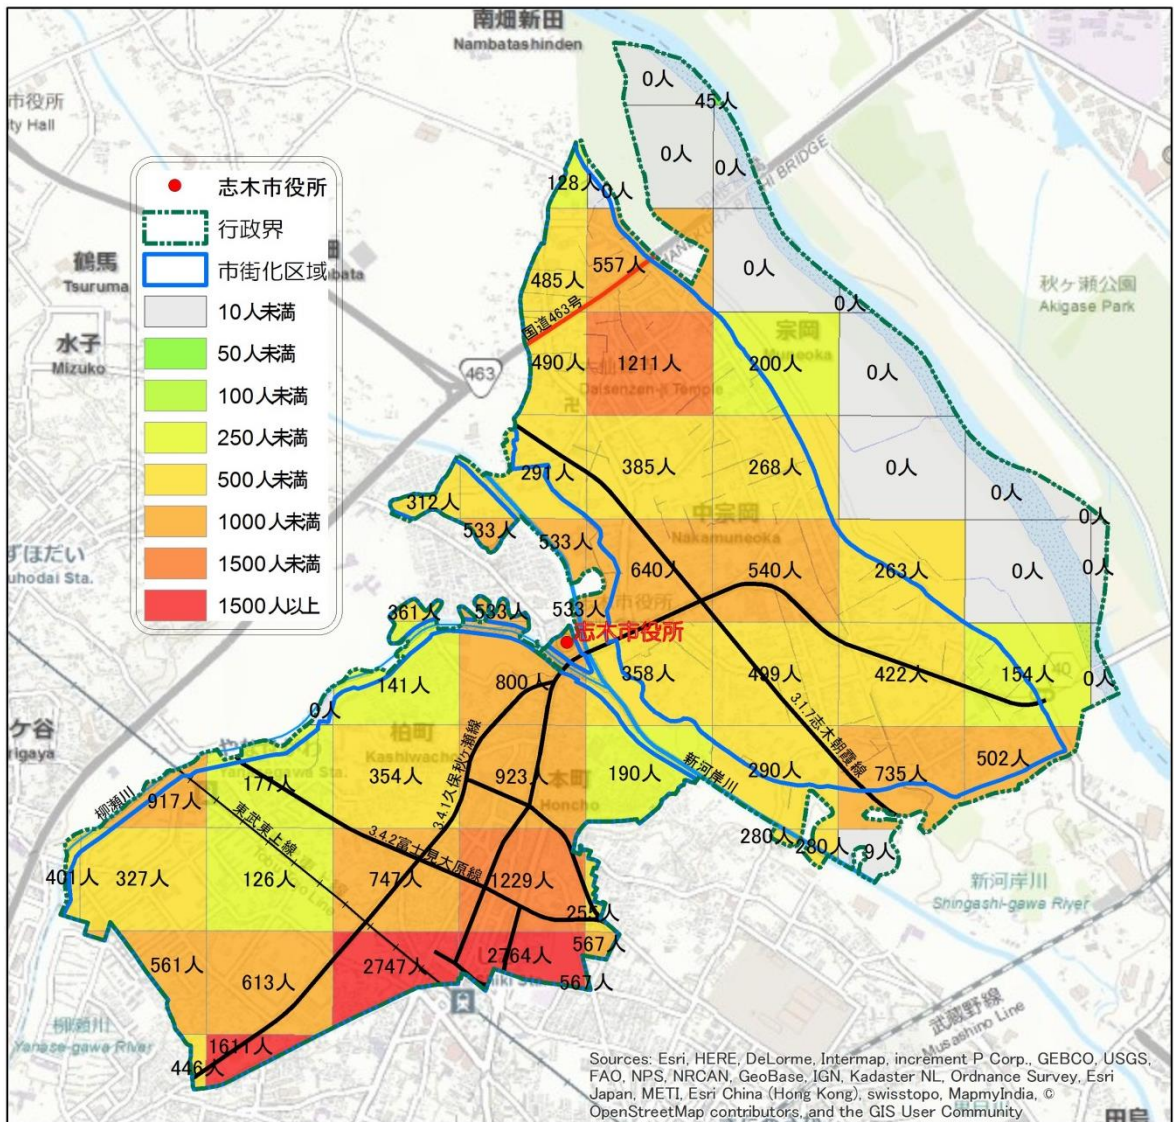 南畑新田
Nambatashinden
市役所
ty Hall
0人
45人
0人
0人
BRIDGE
志木市役所
行政界
市街化区域
10人未満
50人未満
100人未満
250人未満
500人未満
1000人未満
1500人未満
1500人以上
128人
0人
鶴馬
Tsuruma
557人
0人
485人
秋ヶ瀬公園
Akigase Park
0人
国道463号
宗岡
Muneoka
水子
Mizuko
463
490人
1211人
200人
0人
Daisenzen-ji Temple
385人
268人
0人
291人
0人
312人
中宗岡
Nakamuneoka
0人
533人
533人
ずほだい
uhodai Sta.
640人
540人
263人
0人
0人
361人
533人
533人
市役所
志木市役所
358人
499人
422人
154人
40
0人
141人
800人
0人
3.1.7志木朝霞線
ケ谷
rigaya
柏町
Kashiwacho
3.4.1久保秋ヶ瀬線
本町
Honcho
新河岸川
177人
354人
923人
190人
290人
735人
502人
柳瀬川
917人
東武東上線
3.4.2富士見大原線
280人
280人
9人
401人
327人
126人
747人
1229人
新河岸川
Shingashi-gawa River
255人
567人
561人
613人
2747人
2764人
567人
柳瀬川
Yanase-gawa River
武蔵野線
Musashino Line
1611人
446人
Sources: Esri, HERE, DeLorme, Intermap, increment P Corp., GEBCO, USGS,
FAO, NPS, NRCAN, GeoBase, IGN, Kadaster NL, Ordnance Survey, Esri
Japan, METI, Esri China (Hong Kong), swisstopo, MapmyIndia, ©
OpenStreetMap contributors, and the GIS User Community